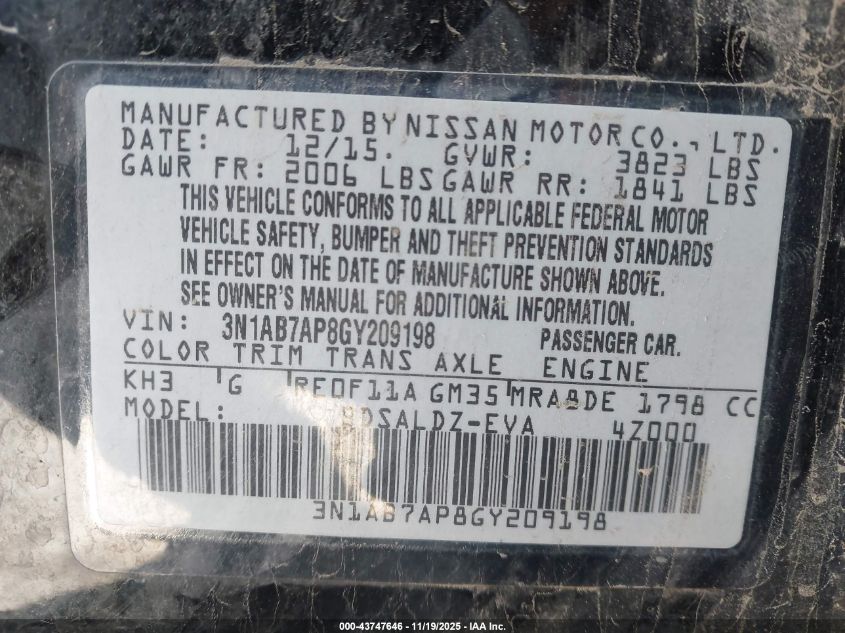 MANUFACTURED BY NISSAN MOTOR CO., LTD.
DATE: 12/15. GVWR: 3823 LBS
GAWR FR: 2006 LBS GAWR RR: 1841 LBS
THIS VEHICLE CONFORMS TO ALL APPLICABLE FEDERAL MOTOR
VEHICLE SAFETY, BUMPER AND THEFT PREVENTION STANDARDS
IN EFFECT ON THE DATE OF MANUFACTURE SHOWN ABOVE.
SEE OWNER'S MANUAL FOR ADDITIONAL INFORMATION.
VIN: 3N1AB7AP8GY209198 PASSENGER CAR.
COLOR TRIM TRANS AXLE ENGINE
KH3 G RE0F11A GM35 MRA8DE 1798 CC
MODEL: 4Z000
3N1AB7AP8GY209198
000-43747646 - 11/19/2025 - IAA Inc.